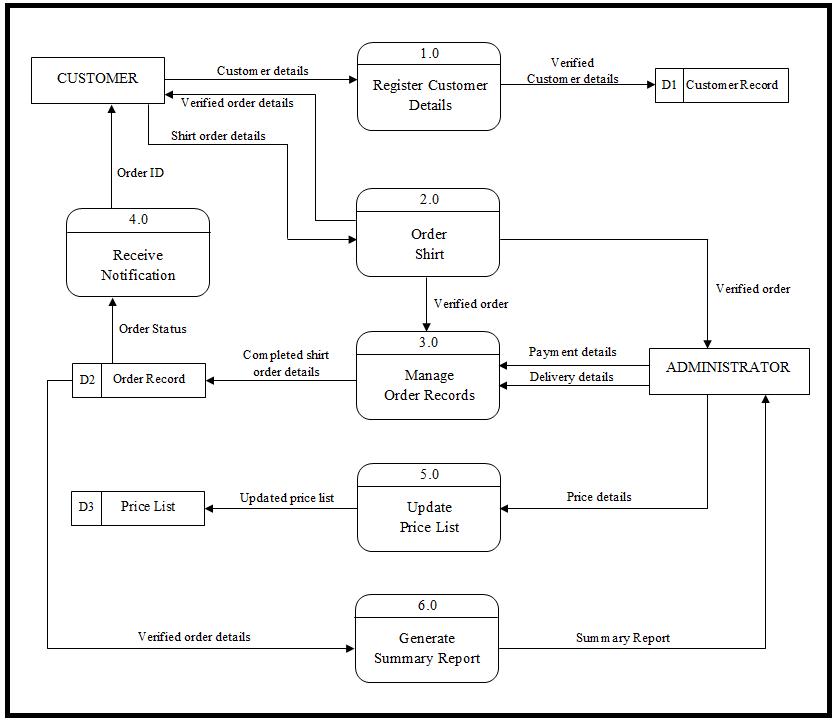 1.0
CUSTOMER
Customer details
Register Customer
Details
Verified
Customer details
D1 Customer Record
Verified order details
Shirt order details
Order ID
2.0
Order
Shirt
4.0
Receive
Notification
Verified order
Verified order
Order Status
3.0
Manage
Order Records
Completed shirt
order details
Payment details
Delivery details
ADMINISTRATOR
D2 Order Record
5.0
Update
Price List
Updated price list
Price details
D3 Price List
6.0
Generate
Summary Report
Verified order details
Summary Report